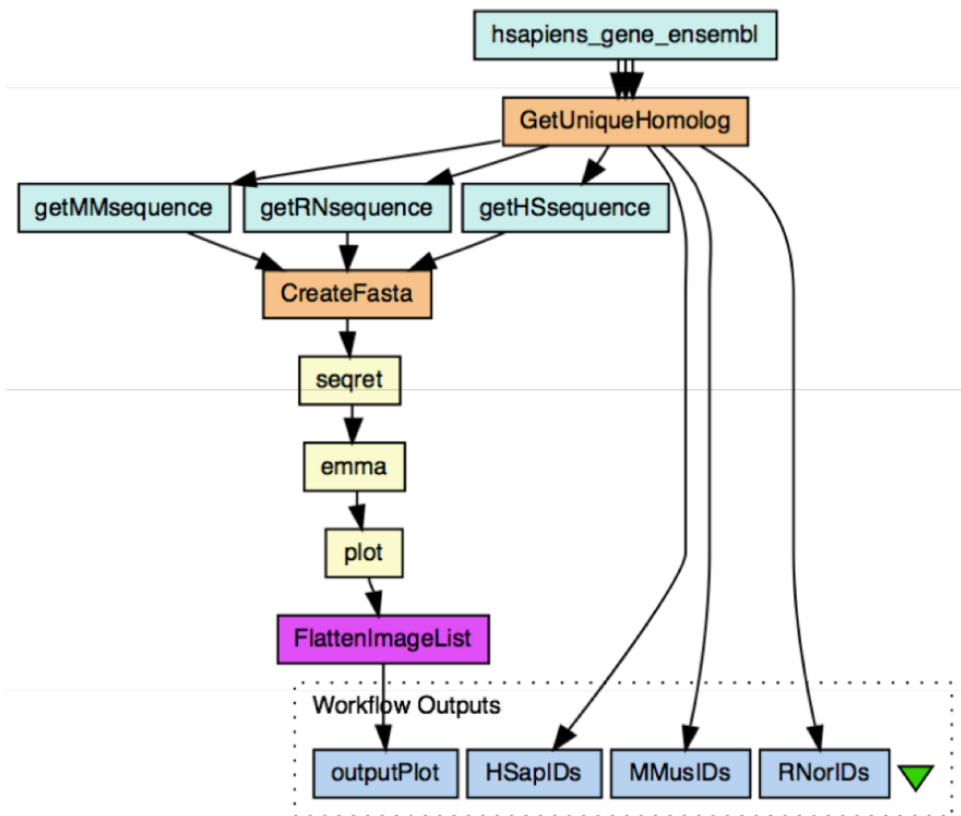 hsapiens_gene_ensembl
GetUniqueHomolog
getMMsequence
getRNsequence
getHSsequence
CreateFasta
seqret
emma
plot
FlattenImageList
Workflow Outputs
outputPlot
HSapIDs
MMusIDs
RNorIDs